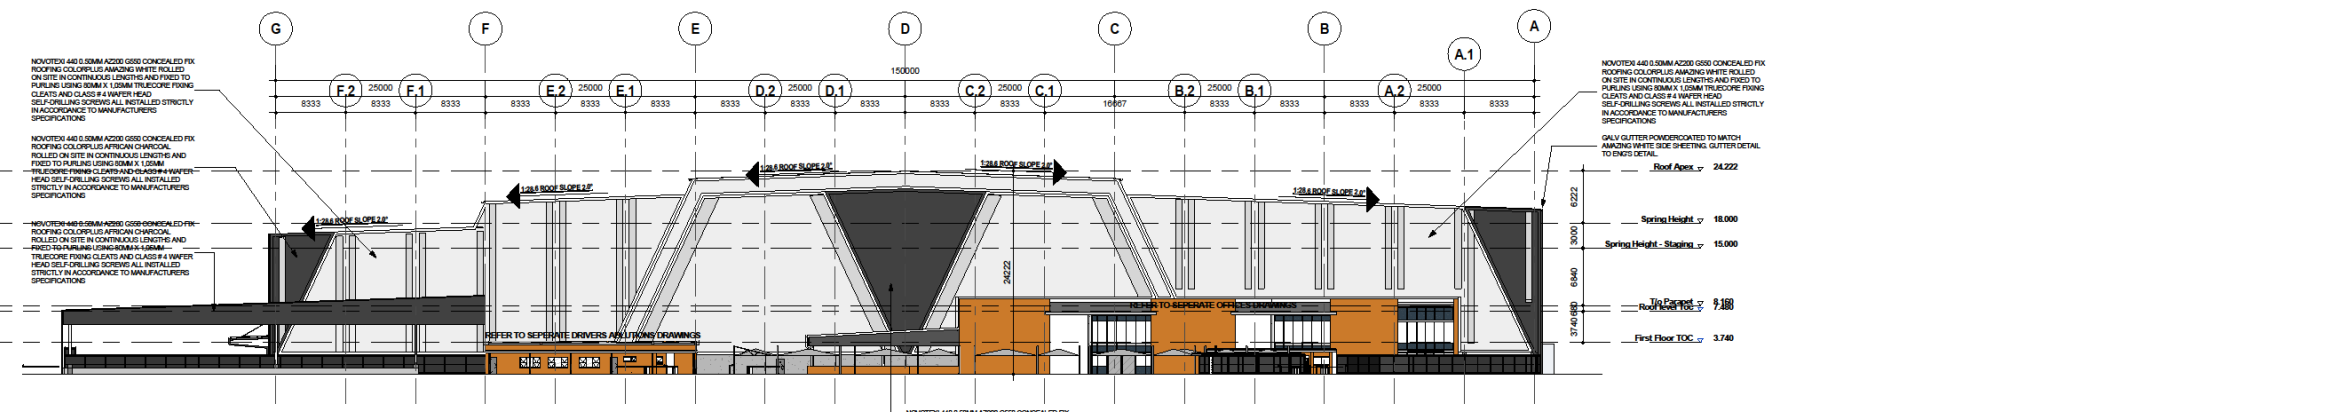 G
F
E
D
C
B
A
A.1
150000
F.2
25000
F.1
E.2
25000
E.1
D.2
25000
D.1
C.2
25000
C.1
B.2
25000
B.1
A.2
25000
8333
8333
8333
8333
8333
8333
8333
8333
8333
8333
8333
16667
8333
8333
8333
8333
8333
NOVOTEXI 440 0.50MM AZ200 G550 CONCEALED FIX
ROOFING COLORPLUS AMAZING WHITE ROLLED
ON SITE IN CONTINUOUS LENGTHS AND FIXED TO
PURLINS USING 80MM X 1,05MM TRUECORE FIXING
CLEATS AND CLASS # 4 WAFER HEAD
SELF-DRILLING SCREWS ALL INSTALLED STRICTLY
IN ACCORDANCE TO MANUFACTURERS
SPECIFICATIONS
NOVOTEXI 440 0.50MM AZ200 G550 CONCEALED FIX
ROOFING COLORPLUS AFRICAN CHARCOAL
ROLLED ON SITE IN CONTINUOUS LENGTHS AND
FIXED TO PURLINS USING 80MM X 1,05MM
TRUECORE FIXING CLEATS AND CLASS # 4 WAFER
HEAD SELF-DRILLING SCREWS ALL INSTALLED
STRICTLY IN ACCORDANCE TO MANUFACTURERS
SPECIFICATIONS
NOVOTEXI 440 0.50MM AZ200 G550 CONCEALED FIX
ROOFING COLORPLUS AFRICAN CHARCOAL
ROLLED ON SITE IN CONTINUOUS LENGTHS AND
FIXED TO PURLINS USING 80MM X 1,05MM
TRUECORE FIXING CLEATS AND CLASS # 4 WAFER
HEAD SELF-DRILLING SCREWS ALL INSTALLED
STRICTLY IN ACCORDANCE TO MANUFACTURERS
SPECIFICATIONS
1:28,6 ROOF SLOPE 2.0°
1:28,6 ROOF SLOPE 2.0°
1:28,6 ROOF SLOPE 2.0°
1:28,6 ROOF SLOPE 2.0°
1:28,6 ROOF SLOPE 2.0°
24222
REFER TO SEPERATE DRIVERS ABLUTIONS DRAWINGS
REFER TO SEPERATE OFFICES DRAWINGS
NOVOTEXI 440 0.50MM AZ200 G550 CONCEALED FIX
ROOFING COLORPLUS AMAZING WHITE ROLLED
ON SITE IN CONTINUOUS LENGTHS AND FIXED TO
PURLINS USING 80MM X 1,05MM TRUECORE FIXING
CLEATS AND CLASS # 4 WAFER HEAD
SELF-DRILLING SCREWS ALL INSTALLED STRICTLY
IN ACCORDANCE TO MANUFACTURERS
SPECIFICATIONS
GALV GUTTER POWDERCOATED TO MATCH
AMAZING WHITE SIDE SHEETING. GUTTER DETAIL
TO ENG'S DETAIL.
Roof Apex 24.222
6222
Spring Height 18.000
3000
Spring Height - Staging 15.000
6840
T/o Parapet 8.160
680
Roof level Toc 7.480
3740
First Floor TOC 3.740